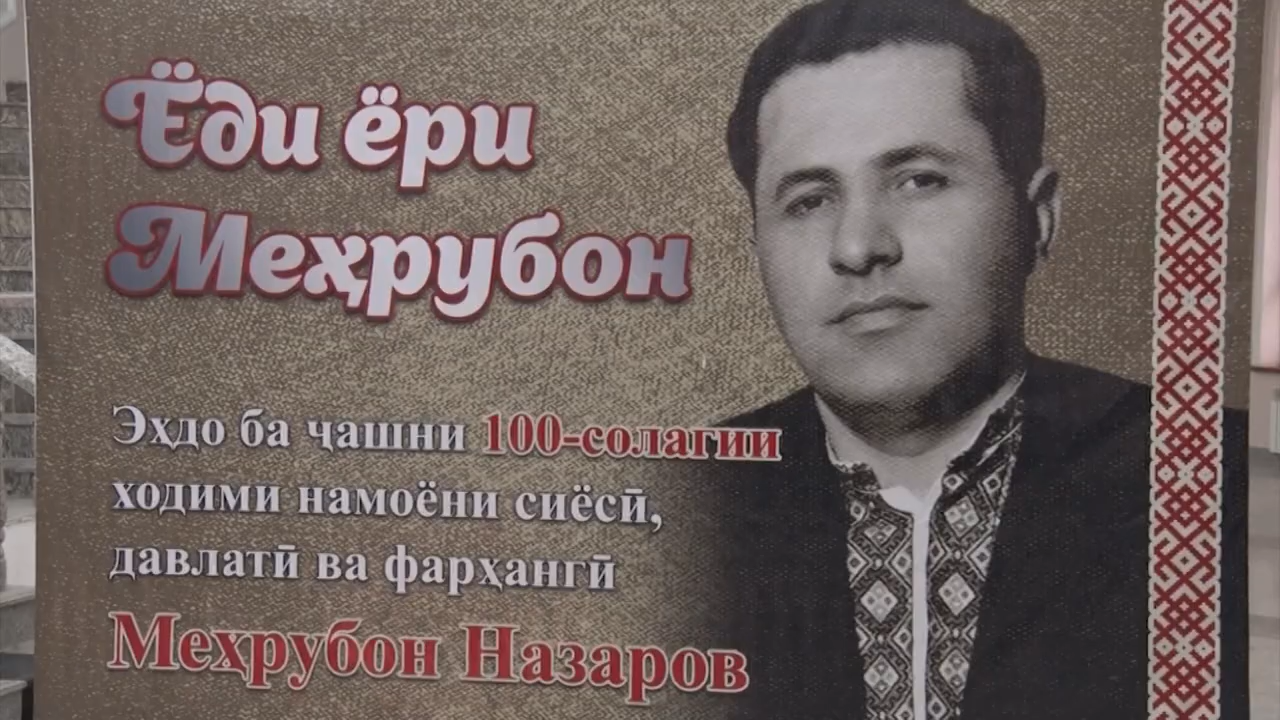 Ёди ёри
Меҳрубон
Эҳдо ба ҷашни 100-солагии
ходими намоёни сиёсӣ,
давлатӣ ва фарҳангӣ
Меҳрубон Назаров